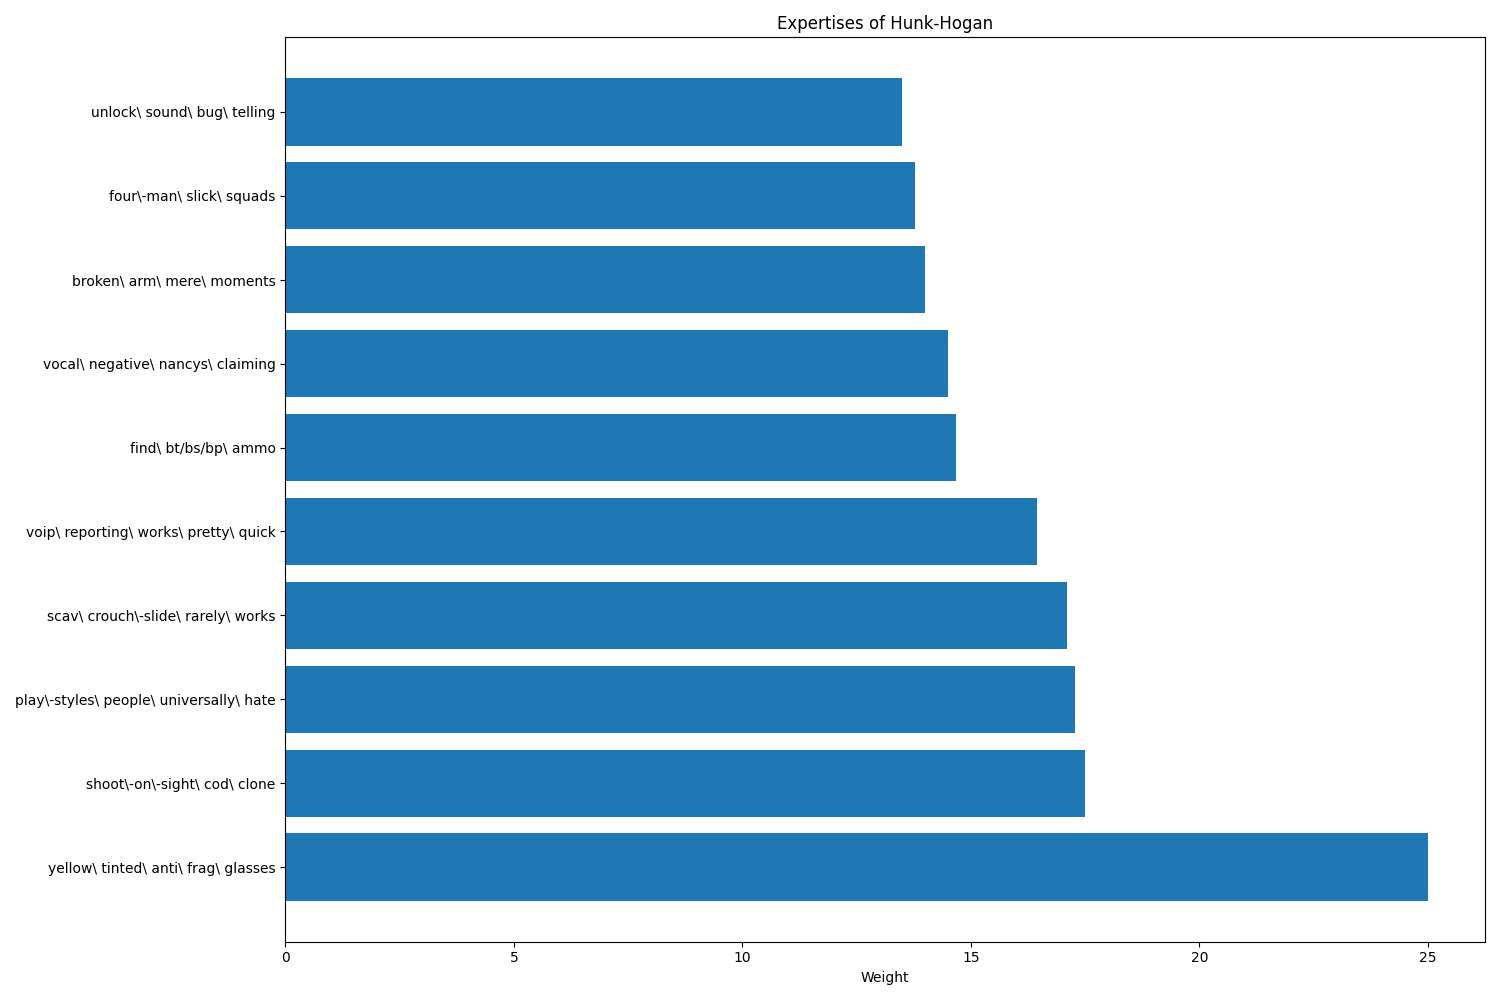 Expertises of Hunk-Hogan
unlock\ sound\ bug\ telling
four\-man\ slick\ squads
broken\ arm\ mere\ moments
vocal\ negative\ nancys\ claiming
find\ bt/bs/bp\ ammo
voip\ reporting\ works\ pretty\ quick
scav\ crouch\-slide\ rarely\ works
play\-styles\ people\ universally\ hate
shoot\-on\-sight\ cod\ clone
yellow\ tinted\ anti\ frag\ glasses
0 5 10 15 20 25
Weight